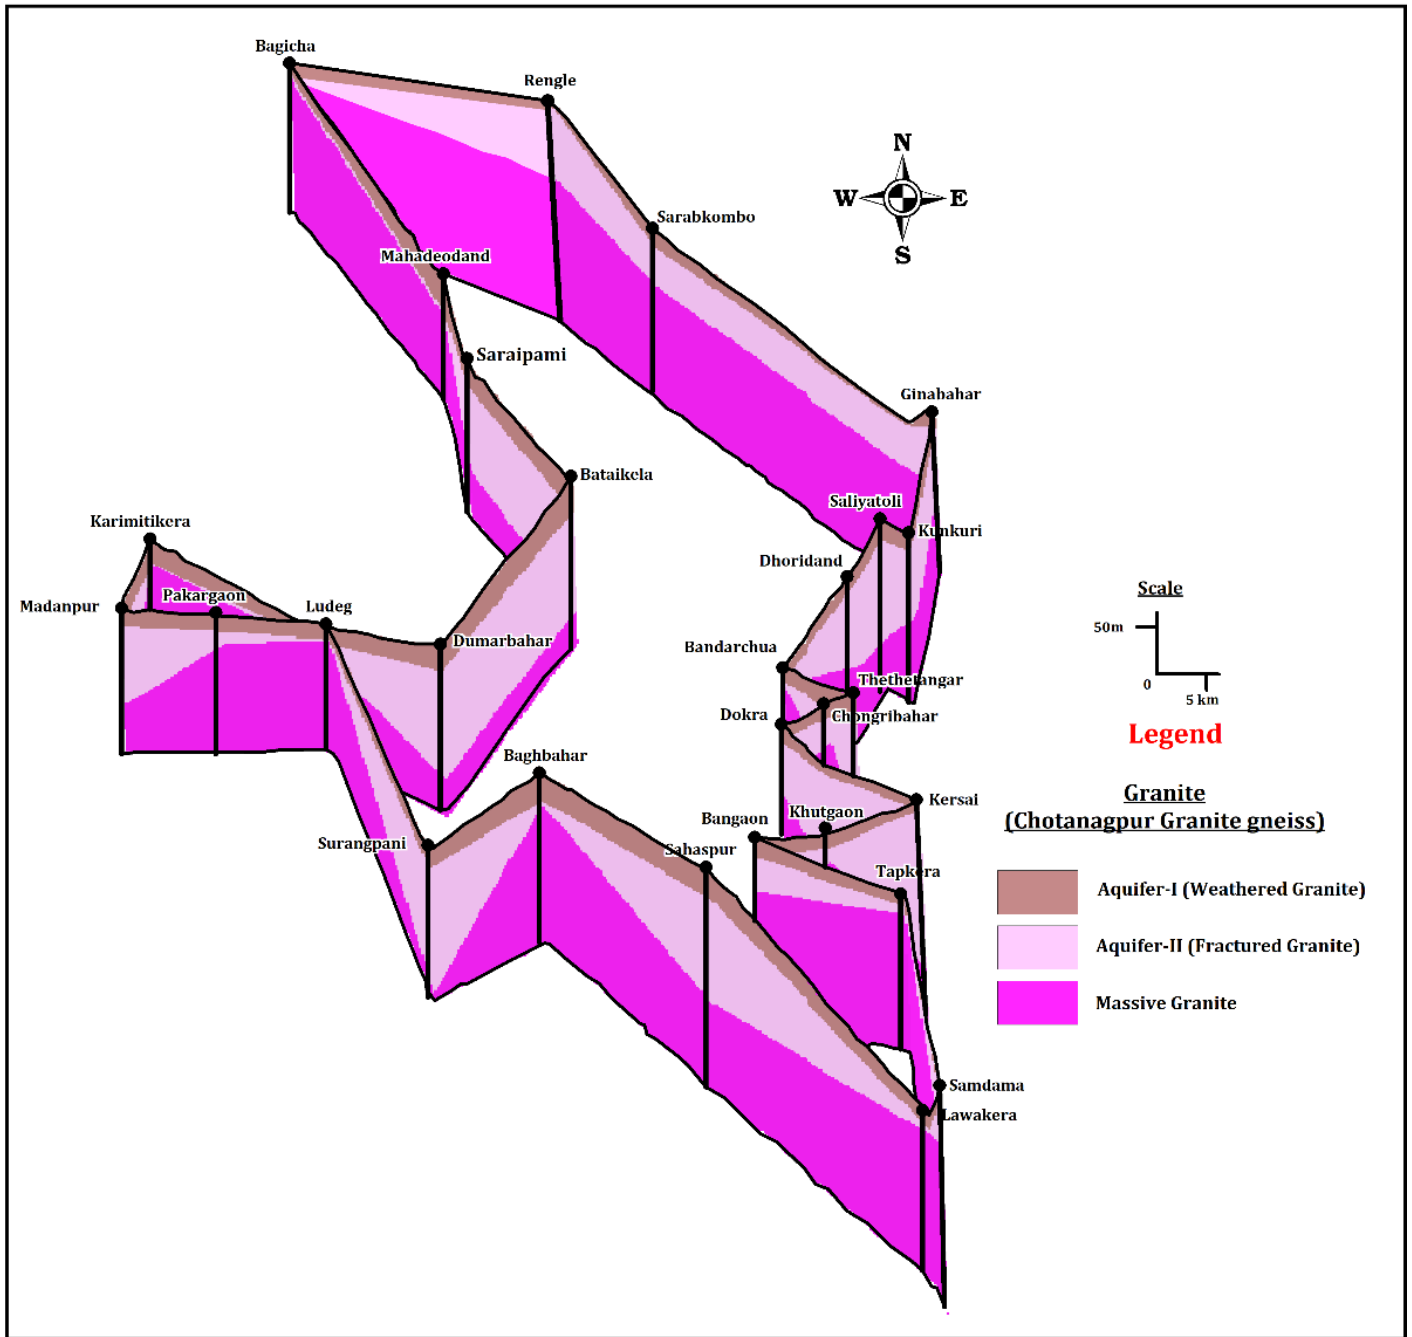 Bagicha
Rengle
N
W E
S
Sarabkombo
Mahadeodand
Saraipami
Ginabahar
Bataikela
Saliyatoli
Karimitikera
Kunkuri
Dhoridand
Scale
Madanpur
Pakargaon
Ludeg
50m
Dumarbahar
Bandarchua
Thethetangar
0
5 km
Dokra
Chongribahar
Legend
Baghbahar
Granite
Kersai
(Chotanagpur Granite gneiss)
Khutgaon
Bangaon
Surangpani
Sahaspur
Tapkera
Aquifer-I (Weathered Granite)
Aquifer-II (Fractured Granite)
Massive Granite
Samdama
Lawakera